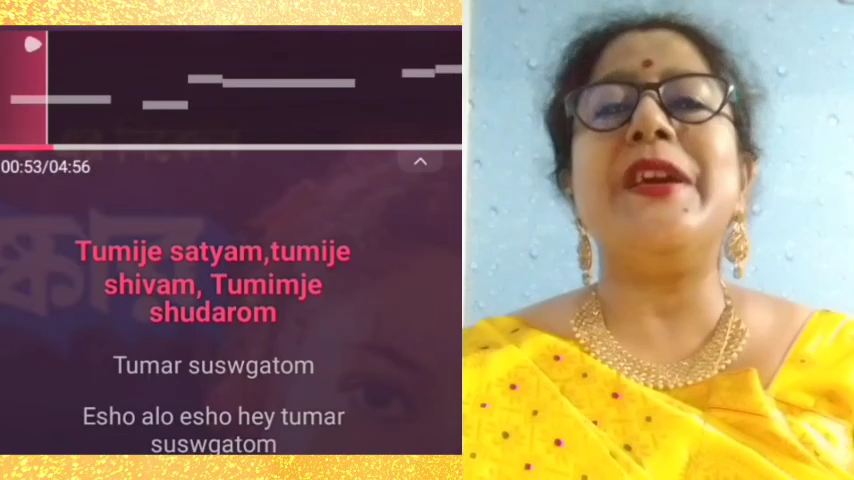 00:53/04:56
Tumije satyam,tumije
shivam, Tumimje
shudarom
Tumar suswgatom
Esho alo esho hey tumar
suswgatom